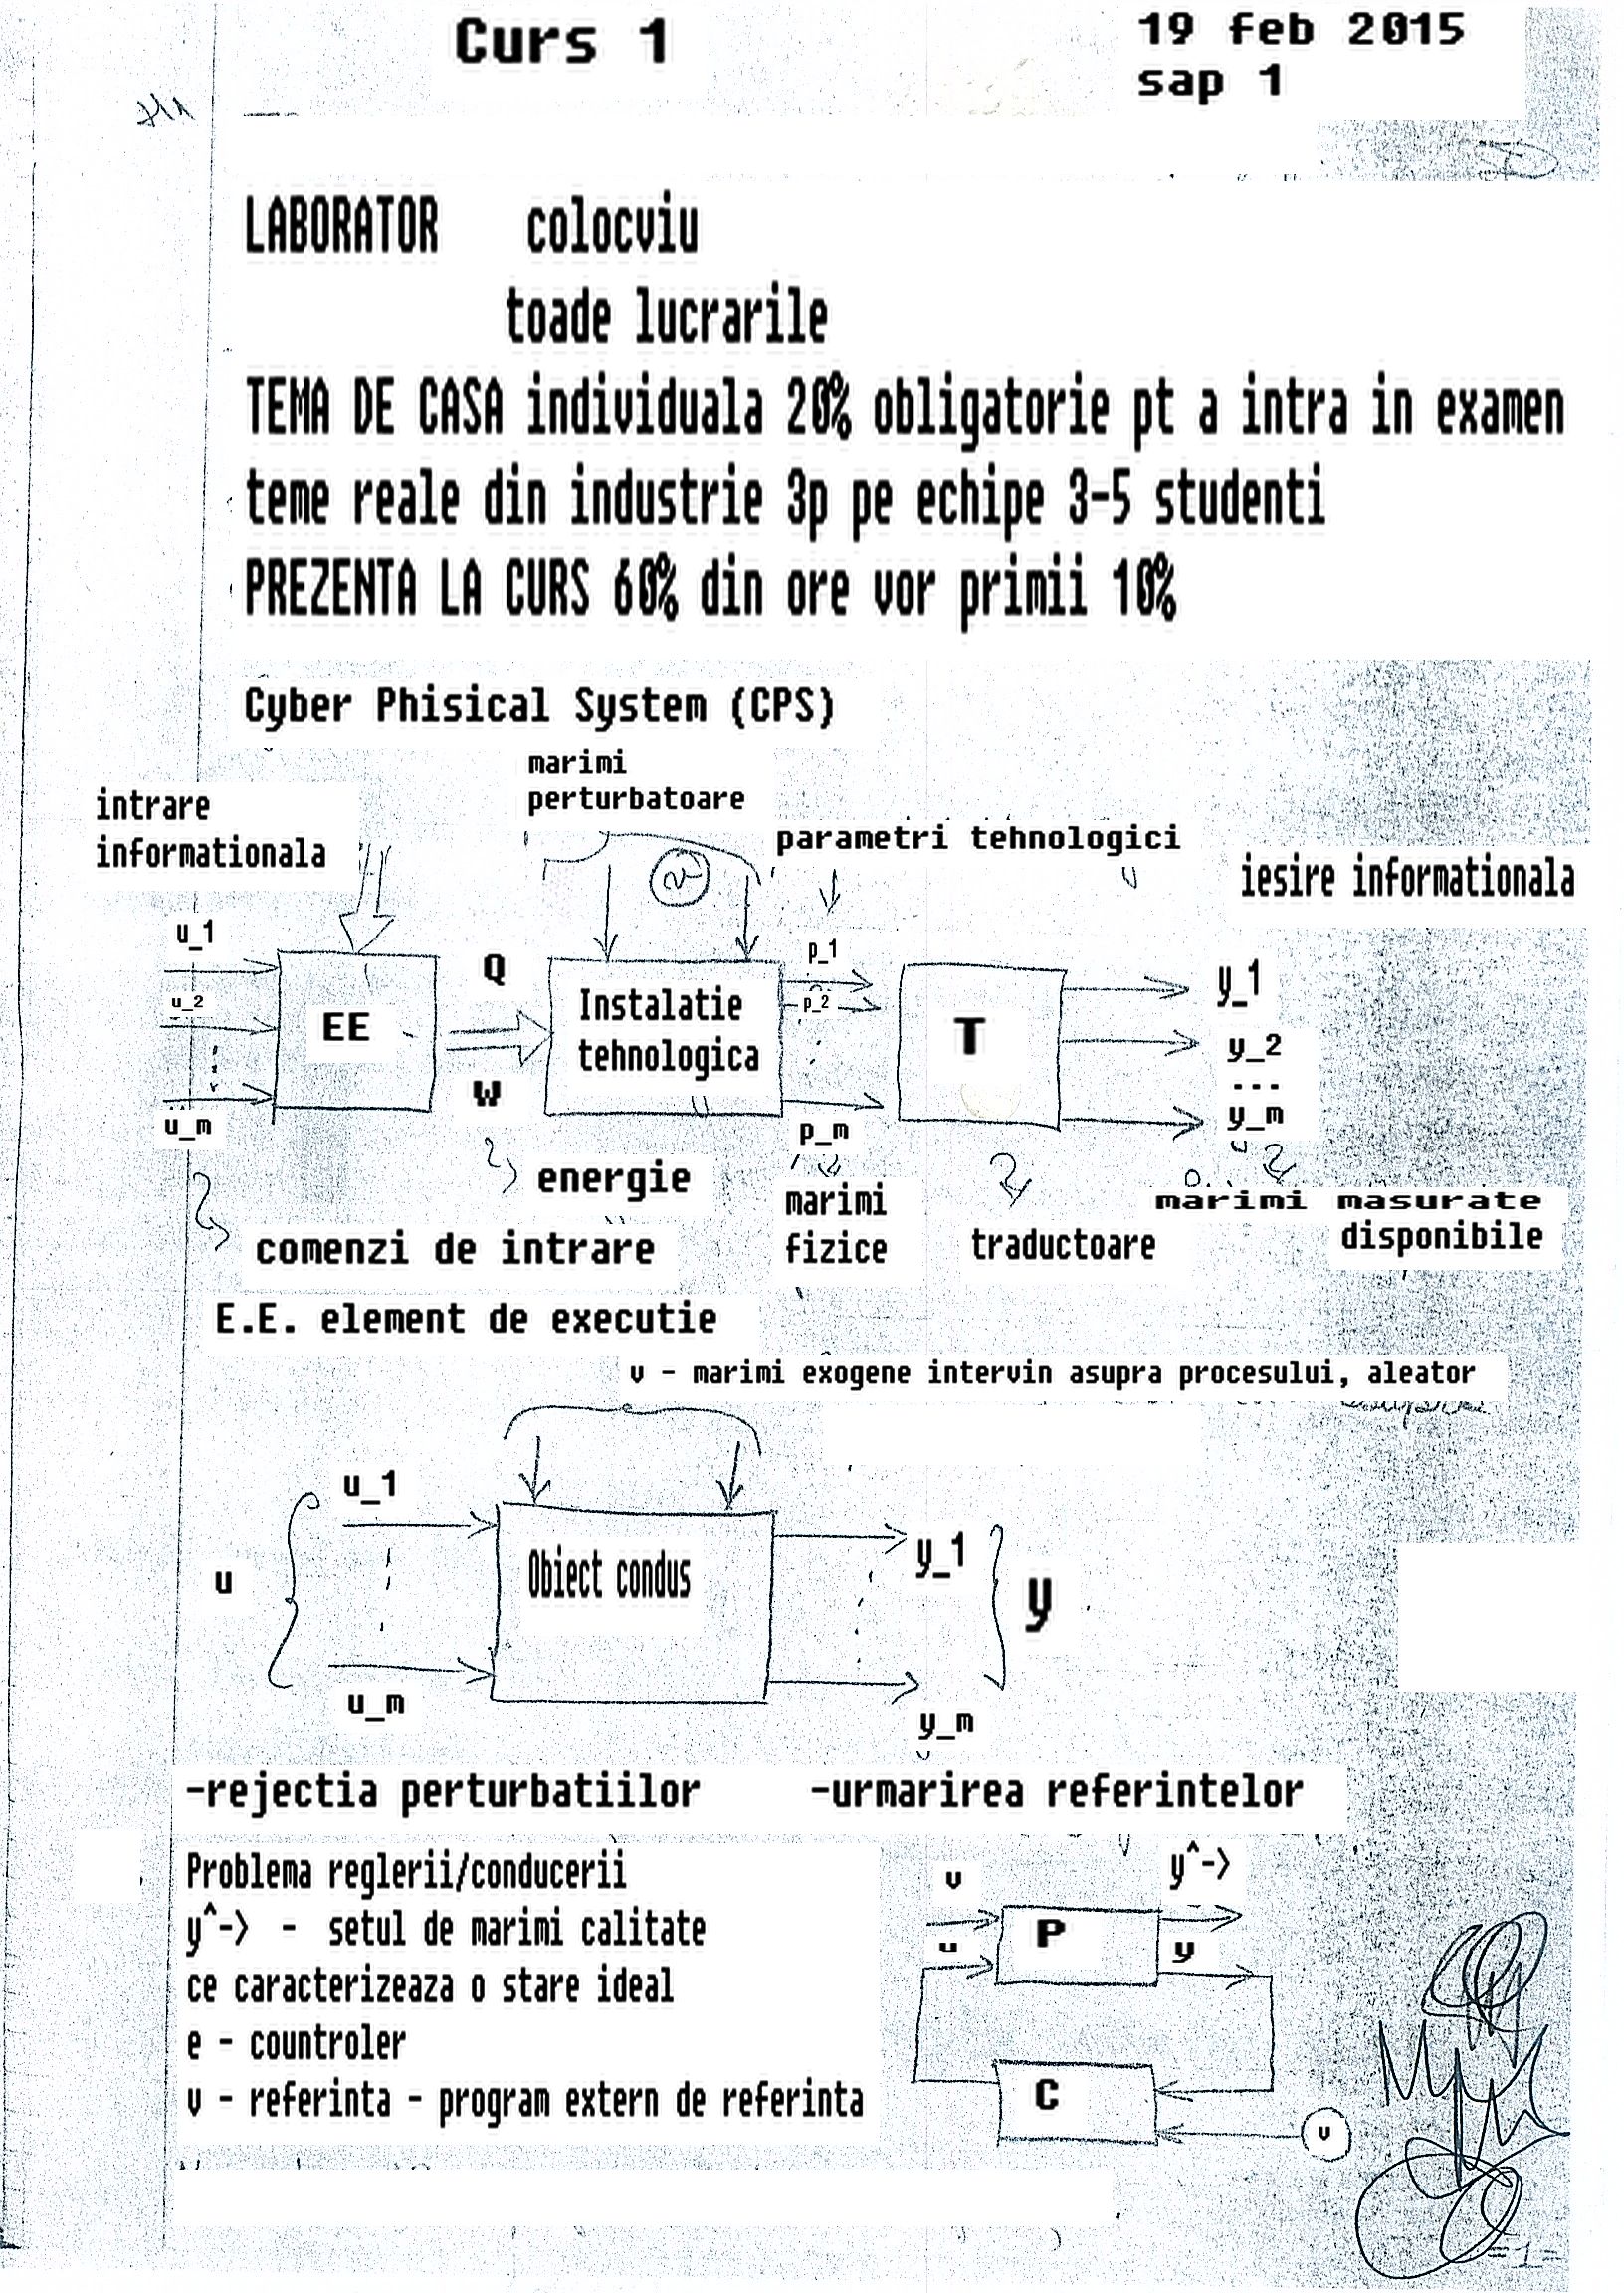 Curs 1
19 feb 2015
sap 1
LABORATOR colocviu
toade lucrarile
TEMA DE CASA individuala 20% obligatorie pt a intra in examen
teme reale din industrie 3p pe echipe 3-5 studenti
PREZENTA LA CURS 60% din ore vor primii 10%
Cyber Phisical System (CPS)
marimi
perturbatoare
intrare
informationala
parametri tehnologici
iesire informationala
u_1
u_2
u_m
EE
Q
W
v
Instalatie
tehnologica
p_1
p_2
p_m
T
y_1
y_2
...
y_m
energie
marimi
fizice
marimi masurate
disponibile
comenzi de intrare
traductoare
E.E. element de executie
v - marimi exogene intervin asupra procesului, aleator
u_1
u
u_m
Obiect condus
y_1
y
y_m
-rejectia perturbatiilor -urmarirea referintelor
Problema reglerii/conducerii
y^-> - setul de marimi calitate
ce caracterizeaza o stare ideal
e - countroler
v - referinta - program extern de referinta
v
y^->
P
u
y
C
v
=1=